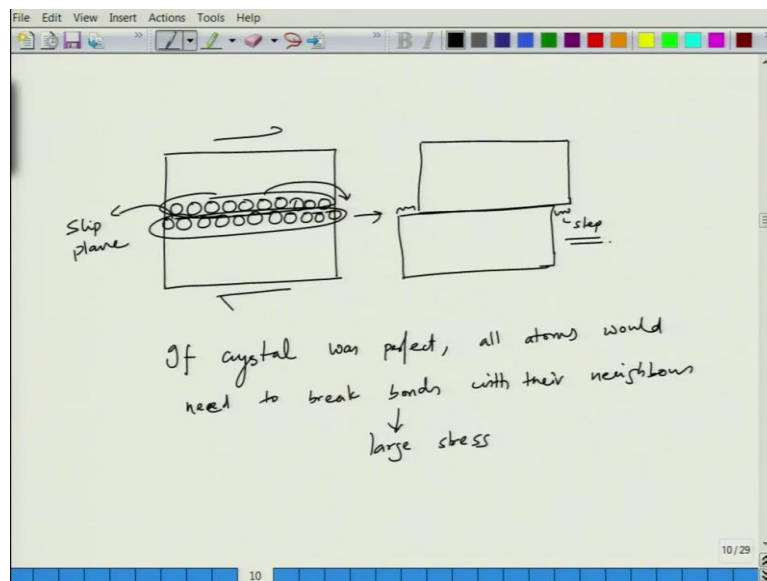 File Edit View Insert Actions Tools Help
B I
Slip
plane
step
If crystal was perfect, all atoms would
need to break bonds with their neighbours
large stress
10/29
10